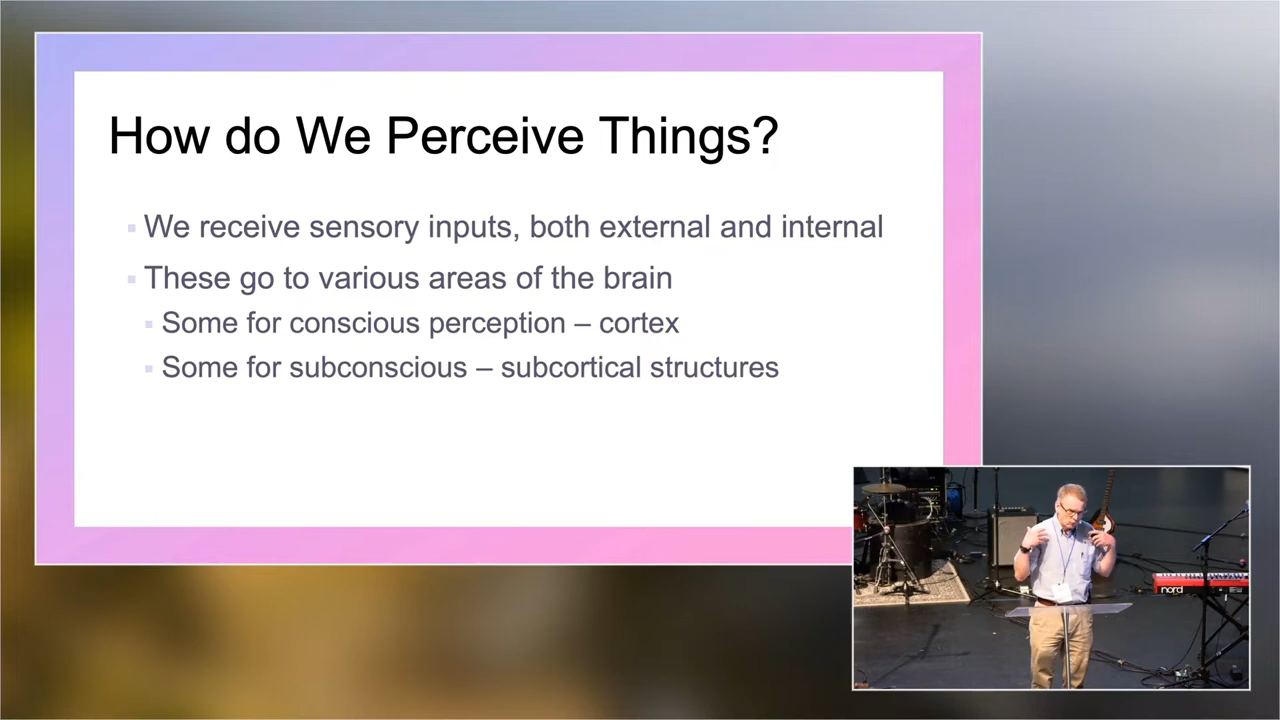 How do We Perceive Things?
We receive sensory inputs, both external and internal
These go to various areas of the brain
Some for conscious perception – cortex
Some for subconscious – subcortical structures
nord